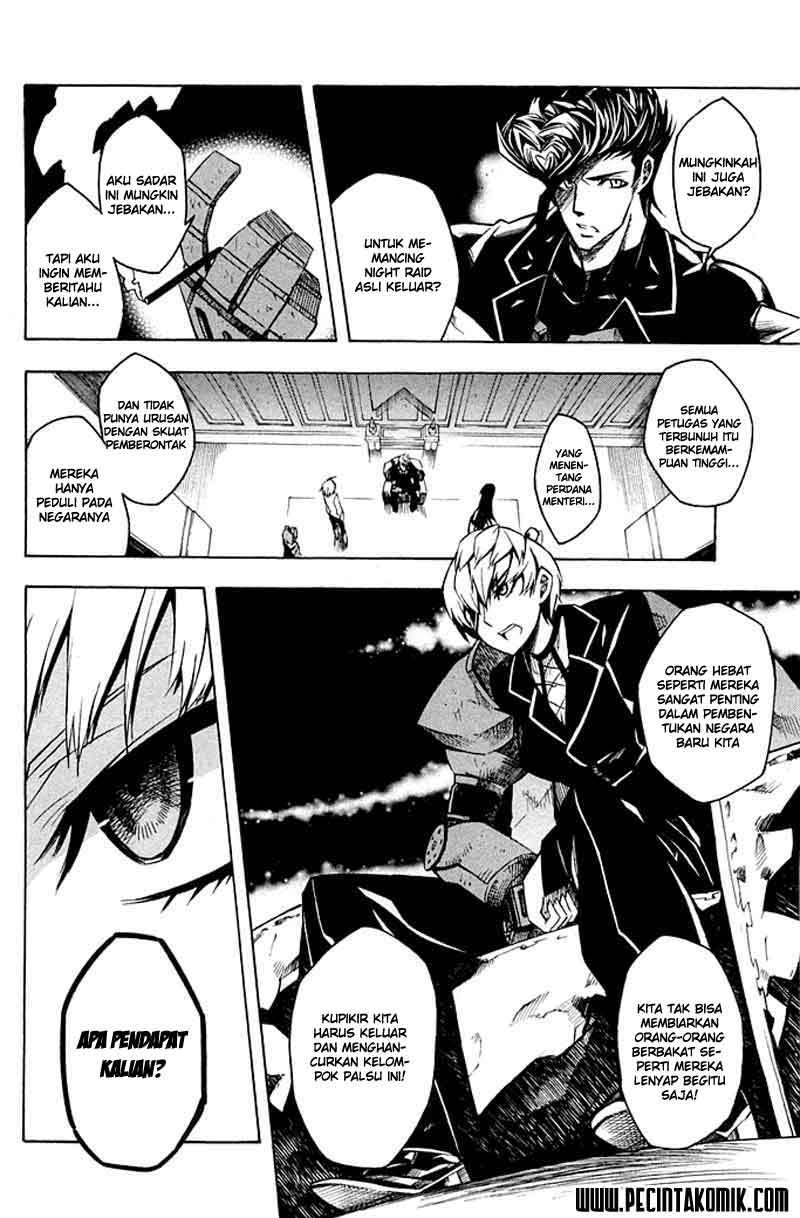 MUNGKINKAH
INI JUGA
JEBAKAN?
UNTUK ME-
MANCING
NIGHT RAID
ASLI KELUAR?
AKU SADAR
INI MUNGKIN
JEBAKAN...
TAPI AKU
INGIN MEM-
BERITAHU
KALIAN...
SEMUA
PETUGAS YANG
TERBUNUH ITU
BERKEMAM-
PUAN TINGGI...
YANG
MENEN-
TANG
PERDANA
MENTERI...
DAN TIDAK
PUNYA URUSAN
DENGAN SKUAT
PEMBERONTAK
MEREKA
HANYA
PEDULI PADA
NEGARANYA
ORANG HEBAT
SEPERTI MEREKA
SANGAT PENTING
DALAM PEMBEN-
TUKAN NEGARA
BARU KITA
KITA TAK BISA
MEMBIARKAN
ORANG-ORANG
BERBAKAT SE-
PERTI MEREKA
LENYAP BEGITU
SAJA!
KUPIKIR KITA
HARUS KELUAR
DAN MENGHAN-
CURKAN KELOM-
POK PALSU INI!
APA PENDAPAT
KALIAN?
WWW.PECINTAKOMIK.COM